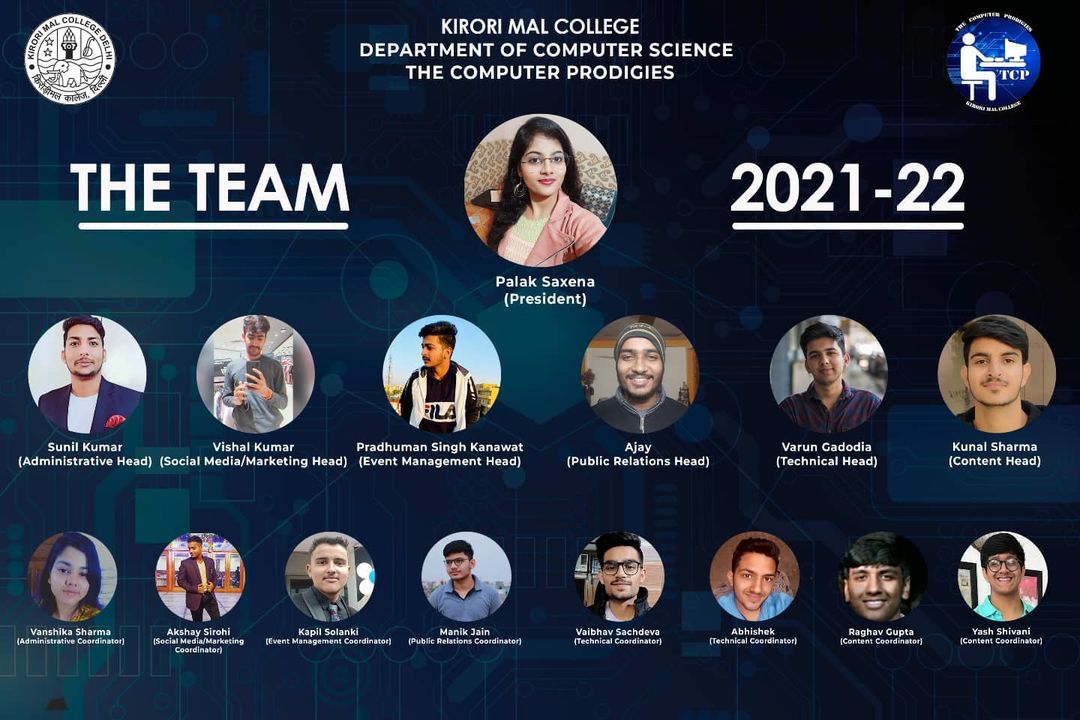 KIRORI MAL COLLEGE DELHI
किरोड़ीमल कालेज, दिल्ली
KIRORI MAL COLLEGE
DEPARTMENT OF COMPUTER SCIENCE
THE COMPUTER PRODIGIES
THE COMPUTER PRODIGIES
TCP
KIRORI MAL COLLEGE
THE TEAM
2021-22
Palak Saxena
(President)
FILA
Sunil Kumar
(Administrative Head)
Vishal Kumar
(Social Media/Marketing Head)
Pradhuman Singh Kanawat
(Event Management Head)
Ajay
(Public Relations Head)
Varun Gadodia
(Technical Head)
Kunal Sharma
(Content Head)
Vanshika Sharma
(Administrative Coordinator)
Akshay Sirohi
(Social Media/Marketing
Coordinator)
Kapil Solanki
(Event Management Coordinator)
Manik Jain
(Public Relations Coordinator)
Vaibhav Sachdeva
(Technical Coordinator)
Abhishek
(Technical Coordinator)
Raghav Gupta
(Content Coordinator)
Yash Shivani
(Content Coordinator)